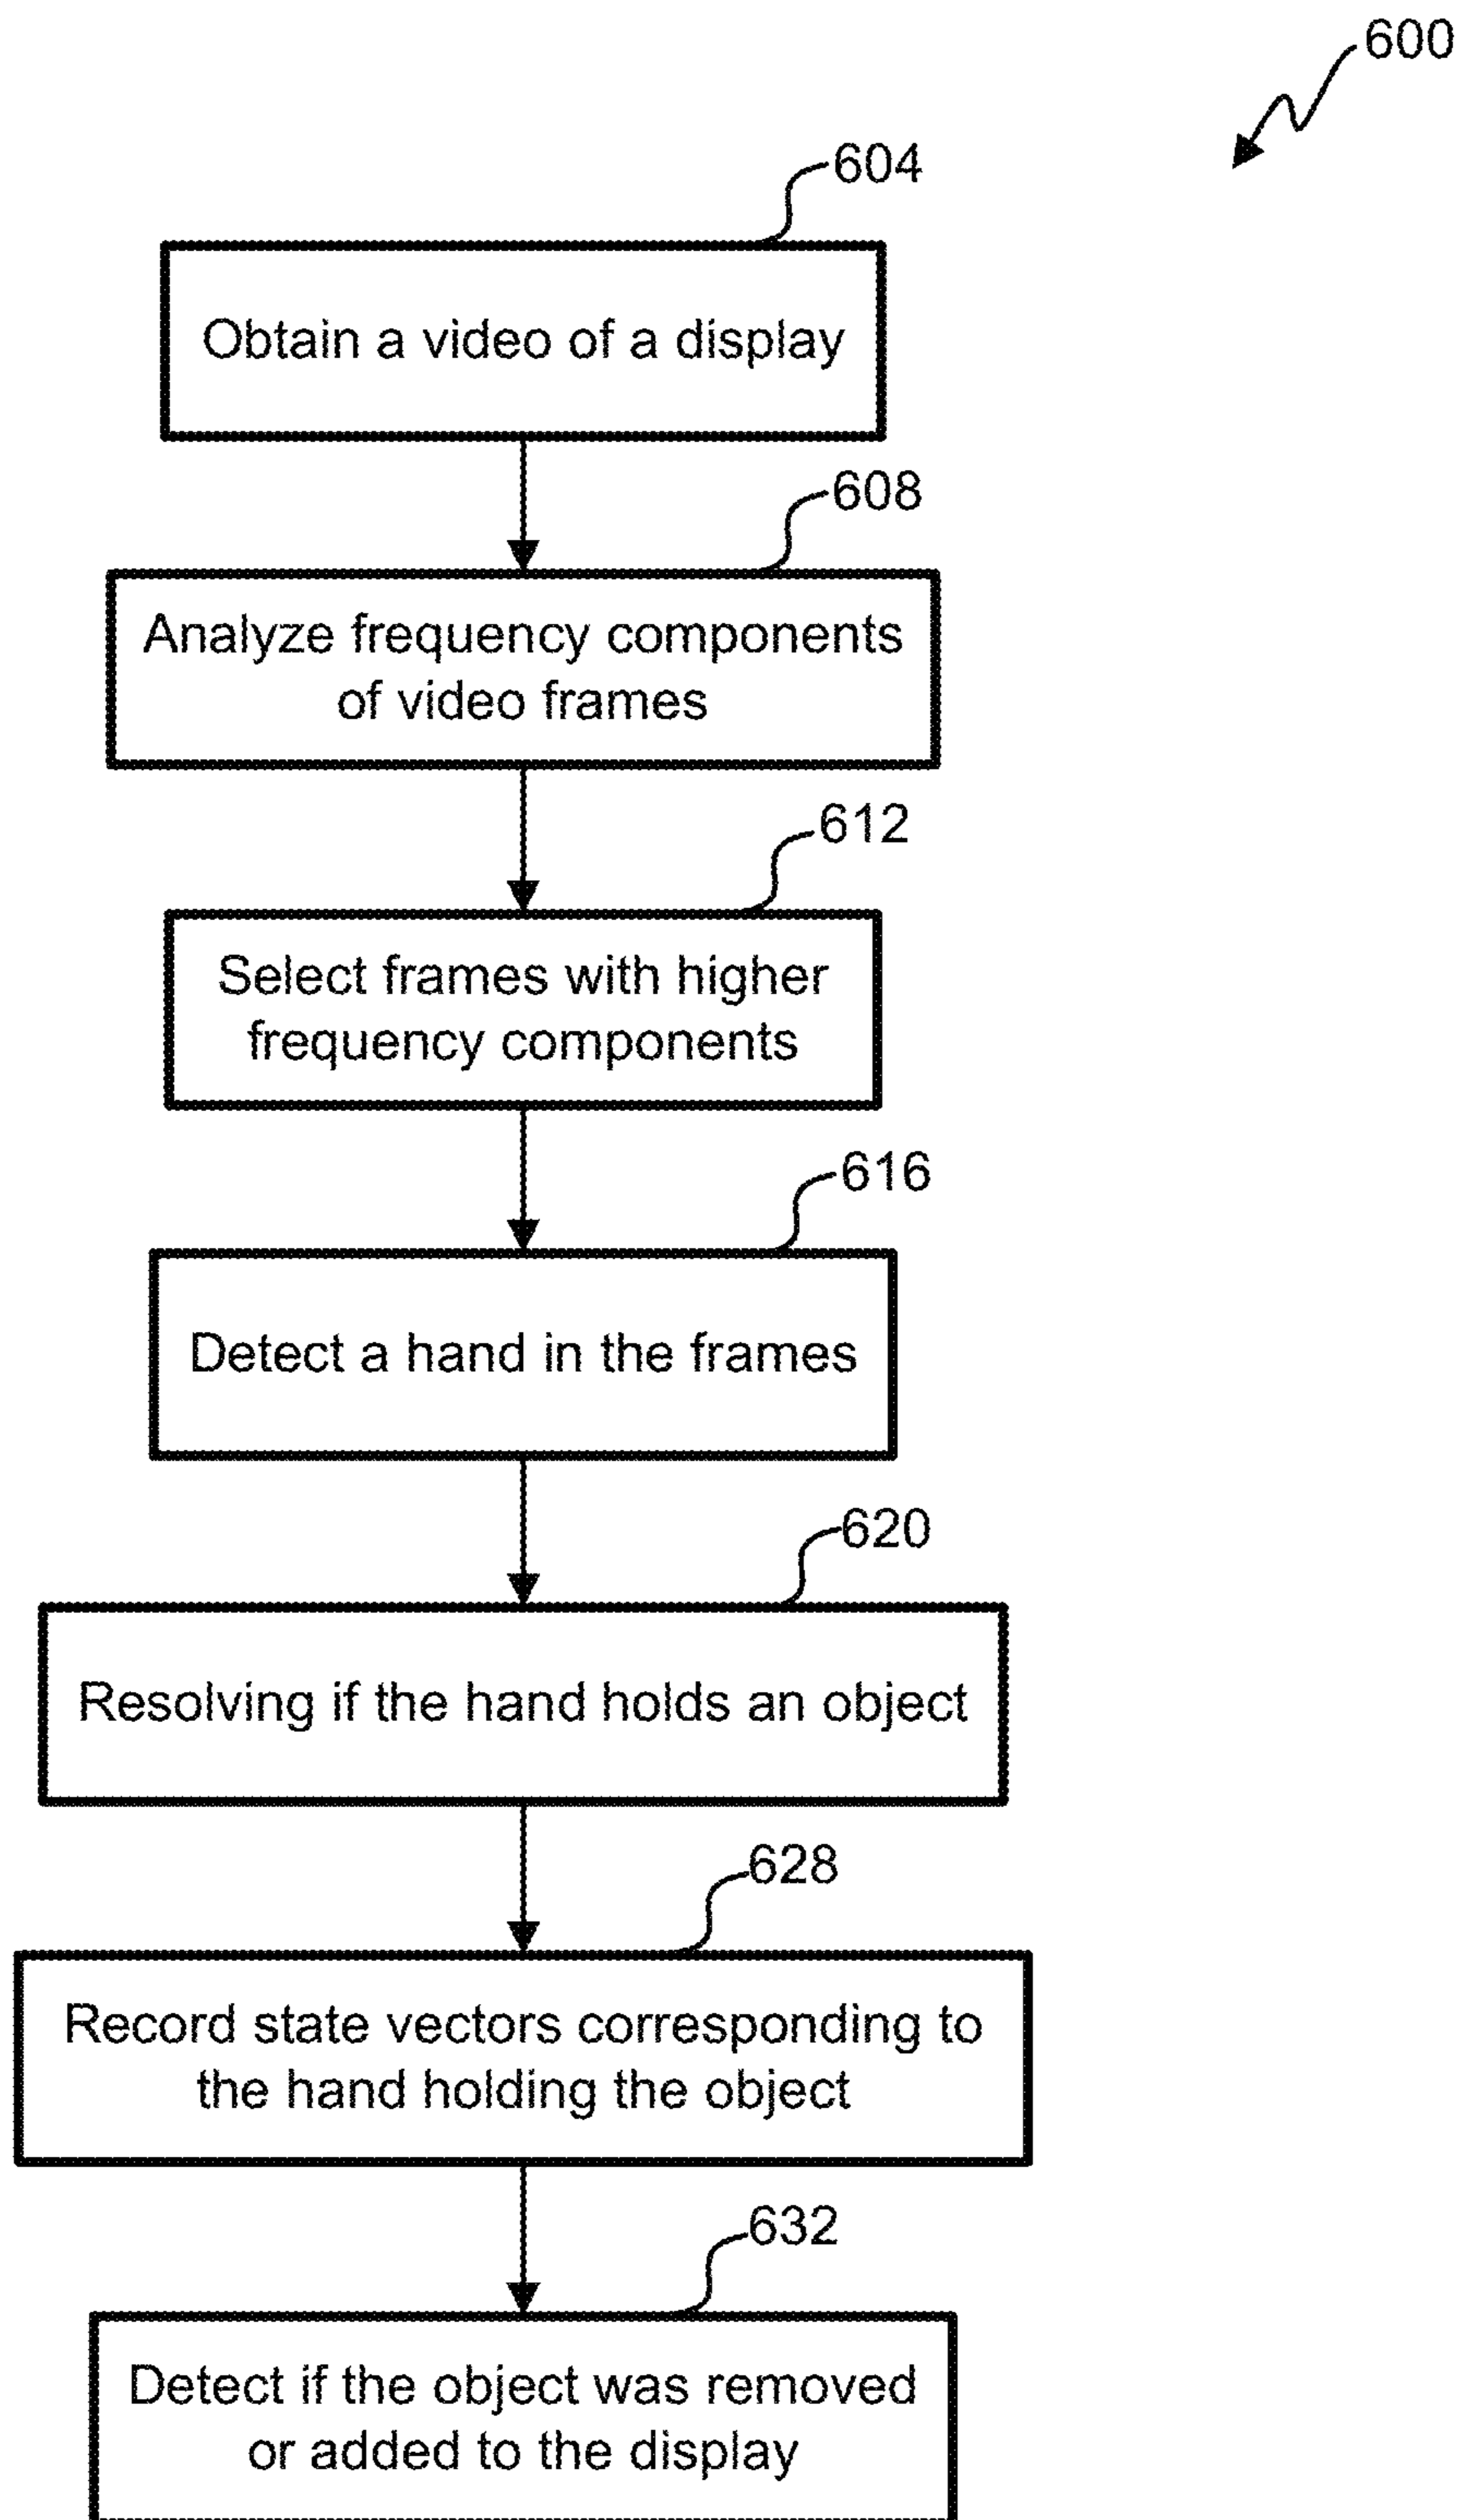 600
604
Obtain a video of a display
608
Analyze frequency components
of video frames
612
Select frames with higher
frequency components
616
Detect a hand in the frames
620
Resolving if the hand holds an object
628
Record state vectors corresponding to
the hand holding the object
632
Detect if the object was removed
or added to the display